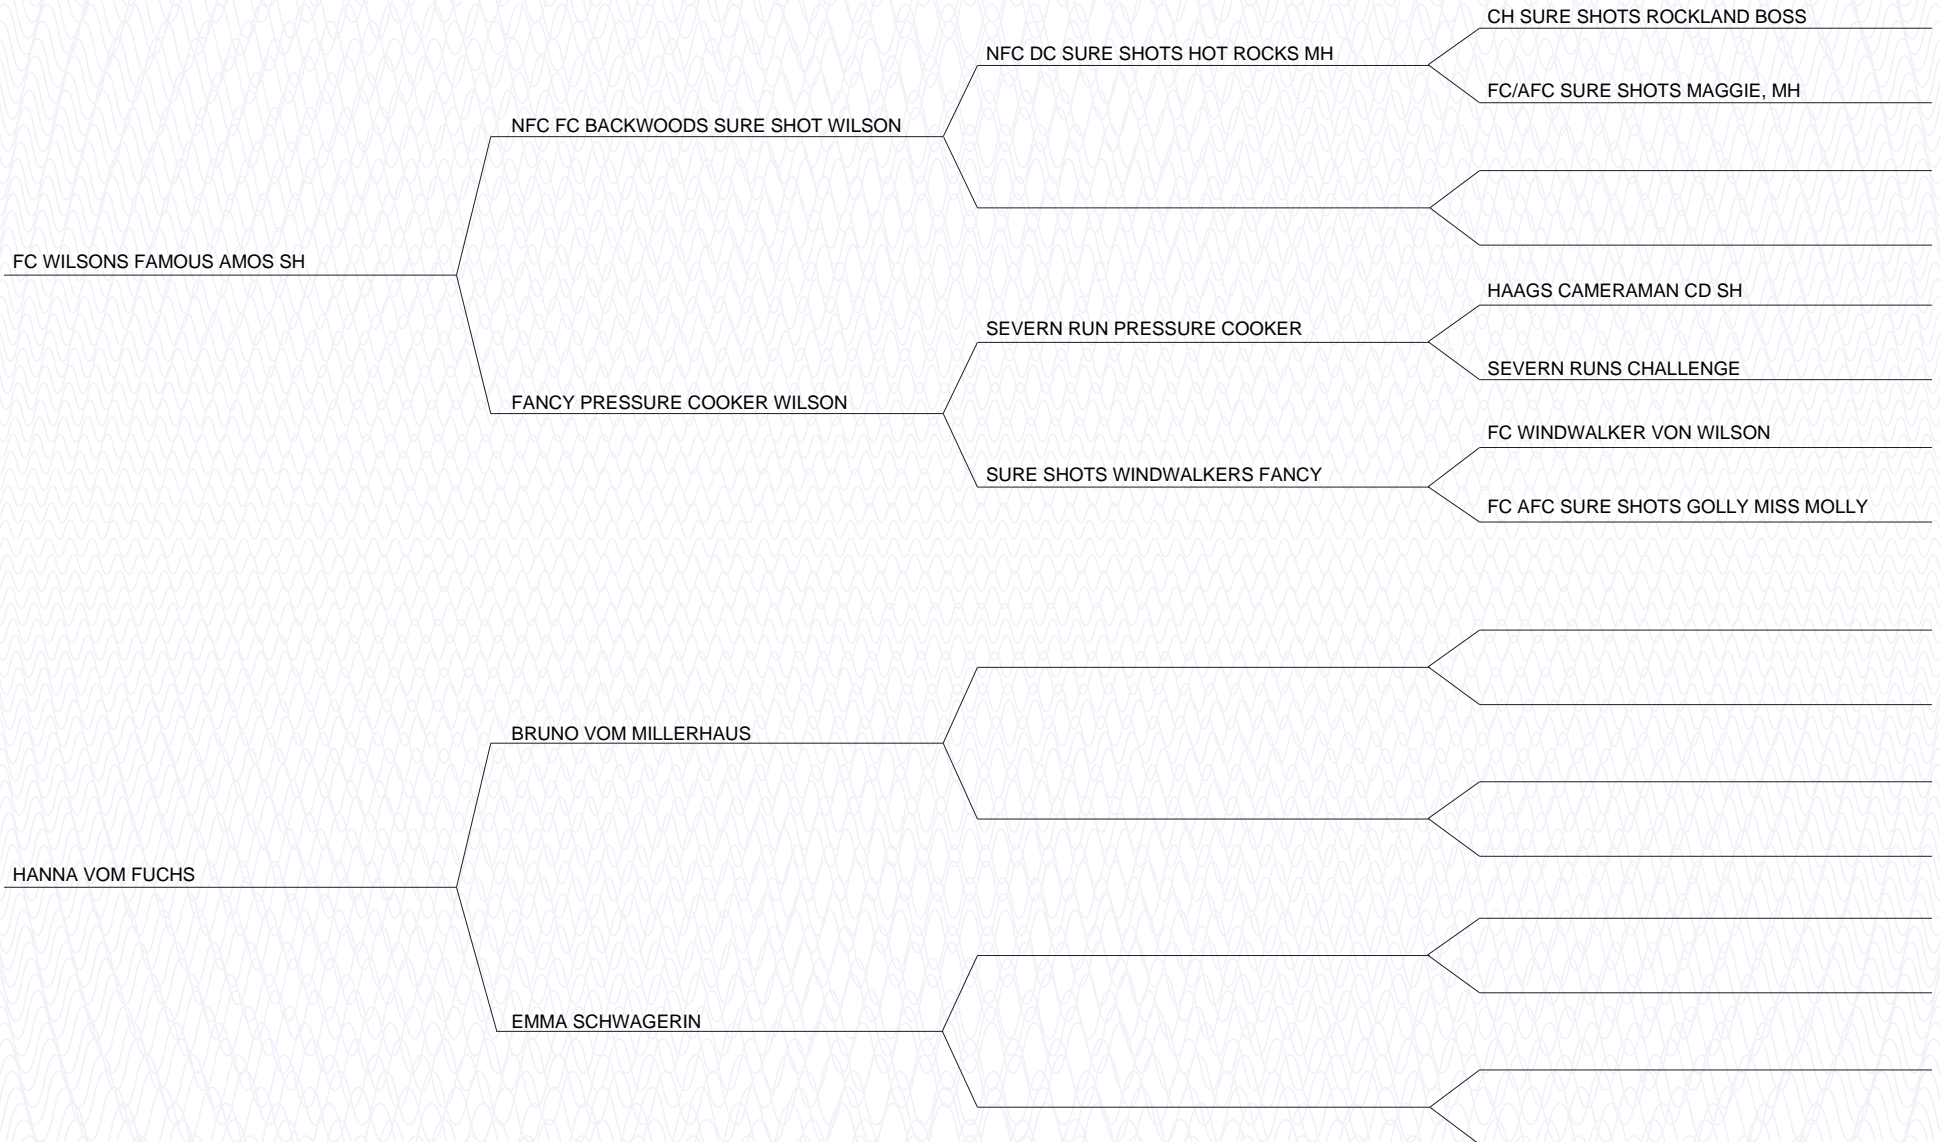 CH SURE SHOTS ROCKLAND BOSS
NFC DC SURE SHOTS HOT ROCKS MH
FC/AFC SURE SHOTS MAGGIE, MH
NFC FC BACKWOODS SURE SHOT WILSON
FC WILSONS FAMOUS AMOS SH
HAAGS CAMERAMAN CD SH
SEVERN RUN PRESSURE COOKER
SEVERN RUNS CHALLENGE
FANCY PRESSURE COOKER WILSON
FC WINDWALKER VON WILSON
SURE SHOTS WINDWALKERS FANCY
FC AFC SURE SHOTS GOLLY MISS MOLLY
BRUNO VOM MILLERHAUS
HANNA VOM FUCHS
EMMA SCHWAGERIN